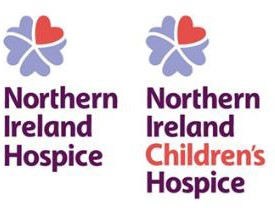 Northern
Ireland
Hospice
Northern
Ireland
Children's
Hospice